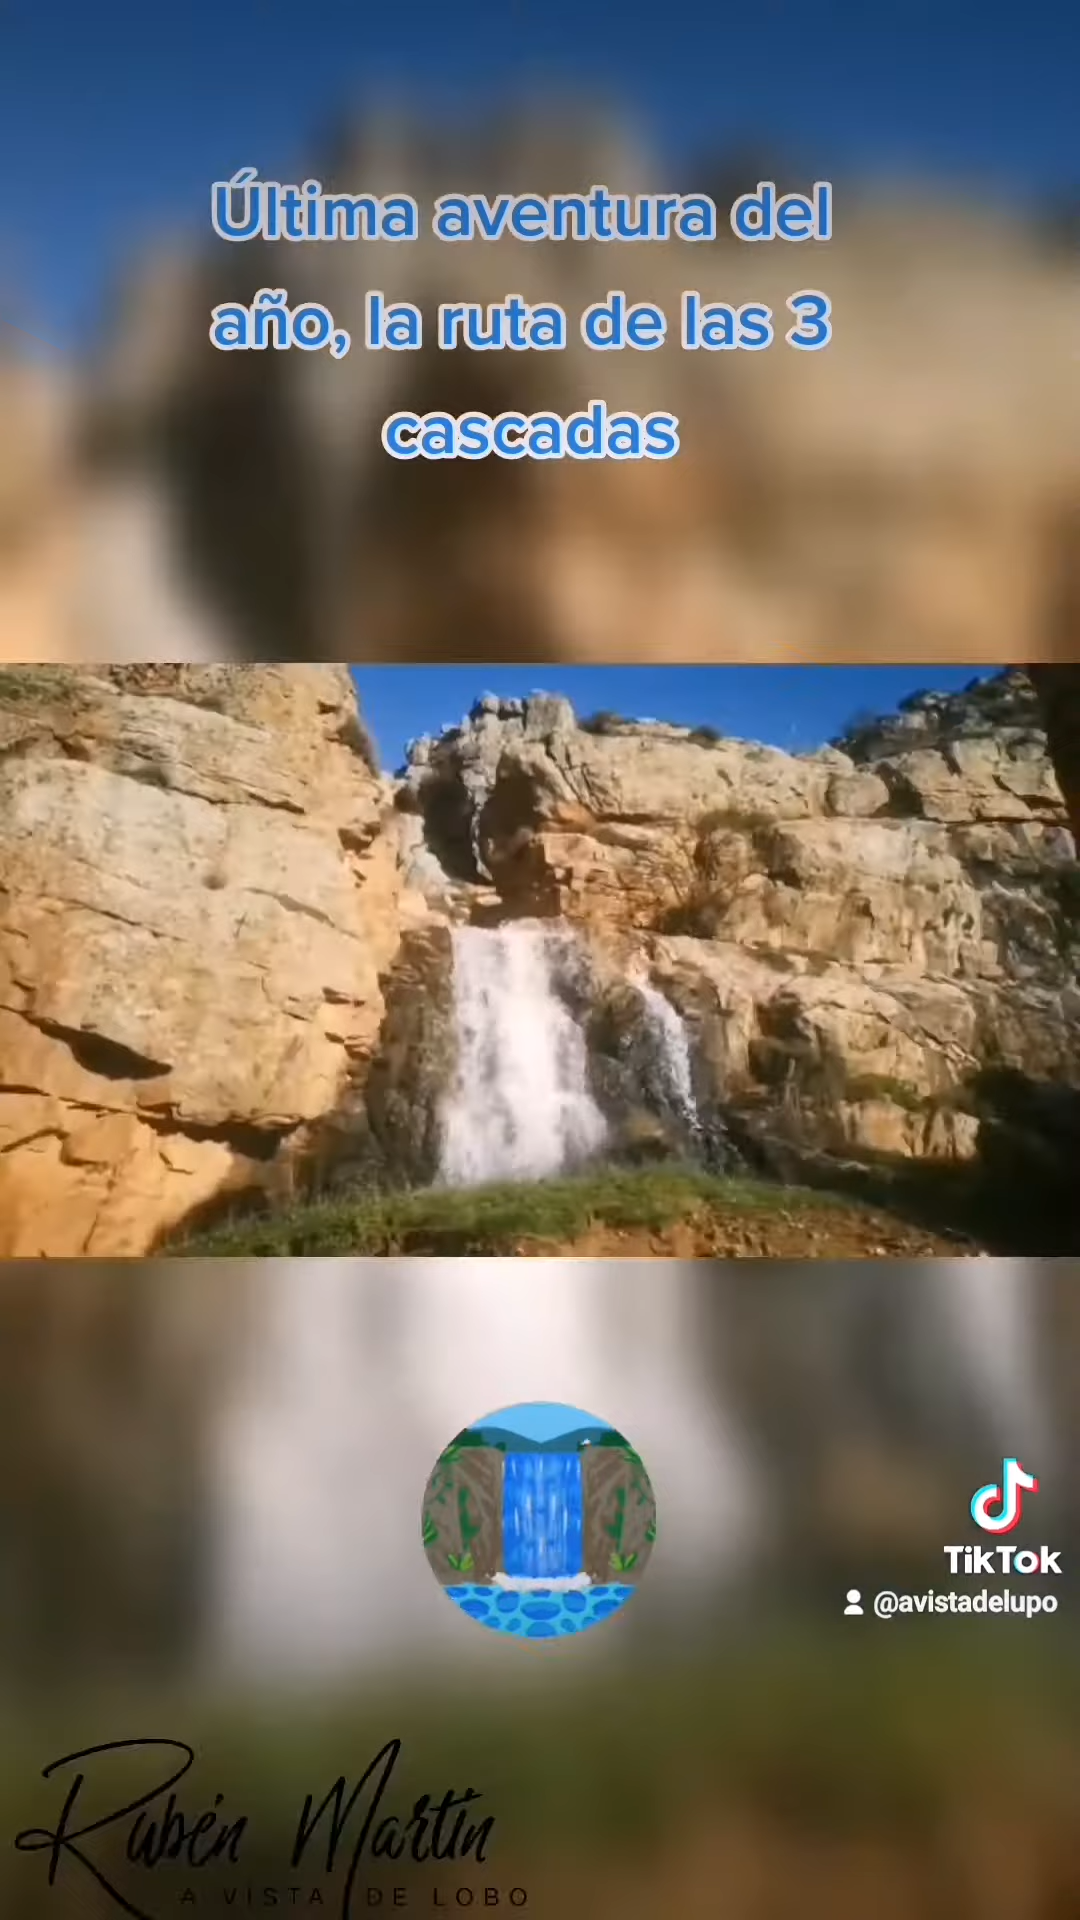 Última aventura del
año, la ruta de las 3
cascadas
TikTok
@avistadelupo
Rubén Martín
A VISTA DE LOBO